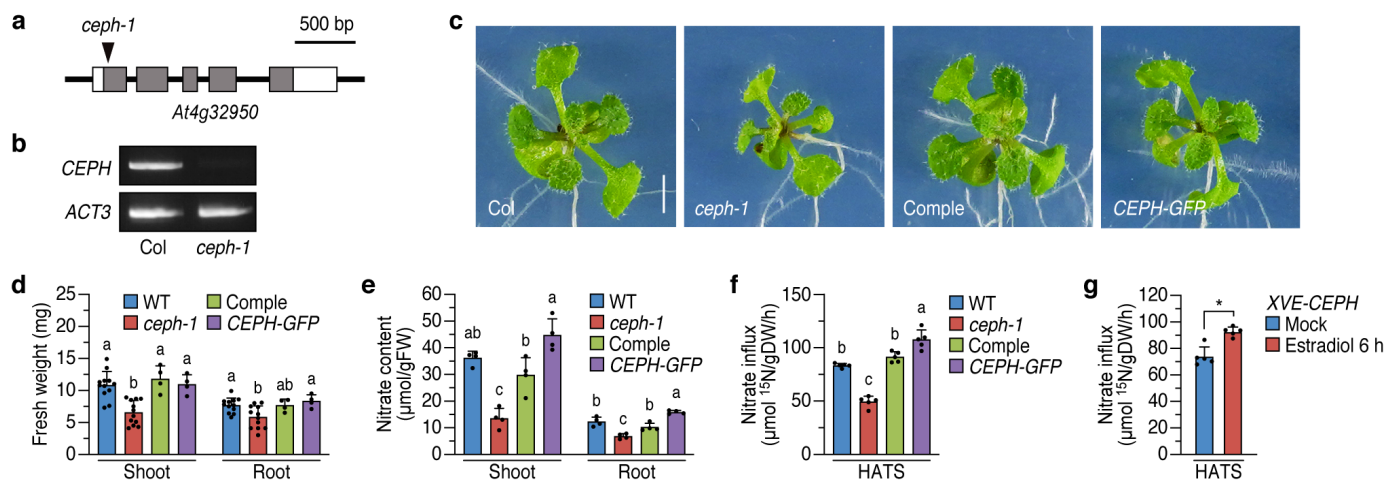 a
ceph-1
500 bp
At4g32950
b
CEPH
ACT3
Col
ceph-1
c
Col
ceph-1
Comple
CEPH-GFP
d
Fresh weight (mg)
25
20
15
10
5
0
WT
ceph-1
Comple
CEPH-GFP
a
b
a
a
a
b
ab
a
Shoot
Root
e
Nitrate content
(µmol/gFW)
60
50
40
30
20
10
0
WT
ceph-1
Comple
CEPH-GFP
ab
c
b
a
b
c
b
a
Shoot
Root
f
Nitrate influx
(µmol ¹⁵N/gDW/h)
150
100
50
0
b
c
b
a
HATS
WT
ceph-1
Comple
CEPH-GFP
g
Nitrate influx
(µmol ¹⁵N/gDW/h)
120
100
80
60
40
20
0
*
HATS
XVE-CEPH
Mock
Estradiol 6 h